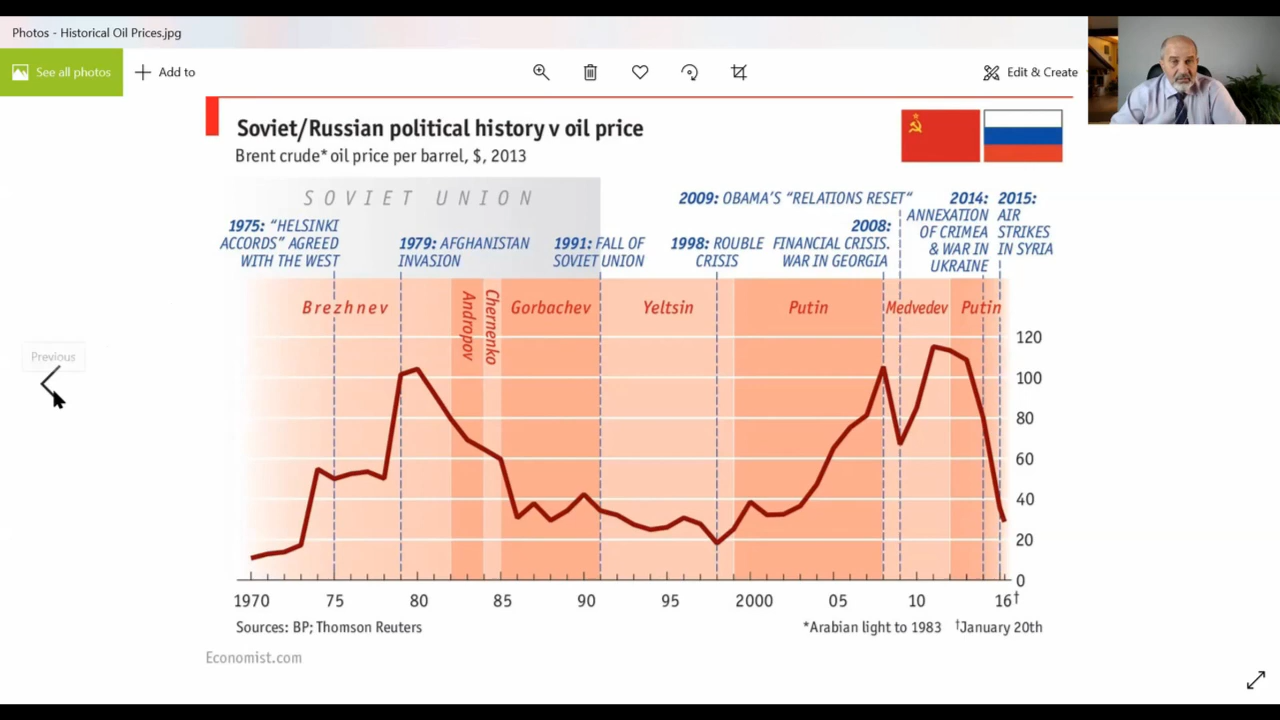 Photos - Historical Oil Prices.jpg
See all photos
Add to
Edit & Create
Soviet/Russian political history v oil price
Brent crude* oil price per barrel, $, 2013
SOVIET UNION
1975: “HELSINKI
ACCORDS” AGREED
WITH THE WEST
1979: AFGHANISTAN
INVASION
1991: FALL OF
SOVIET UNION
1998: ROUBLE
CRISIS
2009: OBAMA'S “RELATIONS RESET“
2008:
FINANCIAL CRISIS.
WAR IN GEORGIA
2014:
ANNEXATION
OF CRIMEA
& WAR IN
UKRAINE
2015:
AIR
STRIKES
IN SYRIA
Brezhnev
Andropov
Chernenko
Gorbachev
Yeltsin
Putin
Medvedev
Putin
120
100
80
60
40
20
0
Previous
1970 75 80 85 90 95 2000 05 10 16†
Sources: BP; Thomson Reuters
*Arabian light to 1983 †January 20th
Economist.com